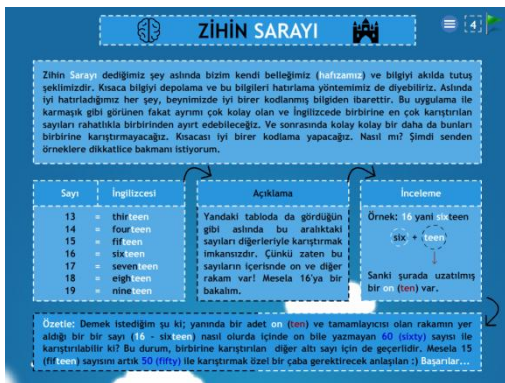 ZİHİN SARAYI
4
Zihin Sarayı dediğimiz şey aslında bizim kendi belleğimiz (hafızamız) ve bilgiyi akılda tutuş
şeklimizdir. Kısaca bilgiyi depolama ve bu bilgileri hatırlama yöntemimiz de diyebiliriz. Aslında
iyi hatırladığımız her şey, beynimizde iyi birer kodlanmış bilgiden ibarettir. Bu uygulama ile
karmaşık gibi görünen fakat ayrımı çok kolay olan ve İngilizcede birbirine en çok karıştırılan
sayıları rahatlıkla birbirinden ayırt edebileceğiz. Ve sonrasında kolay kolay bir daha da bunları
birbirine karıştırmayacağız. Kısacası iyi birer kodlama yapacağız. Nasıl mı? Şimdi senden
örneklere dikkatlice bakmanı istiyorum.
Sayı İngilizcesi
13 = thirteen
14 = fourteen
15 = fifteen
16 = sixteen
17 = seventeen
18 = eighteen
19 = nineteen
Açıklama
Yandaki tabloda da gördüğün
gibi aslında bu aralıktaki
sayıları diğerleriyle karıştırmak
imkansızdır. Çünkü zaten bu
sayıların içerisinde on ve diğer
rakam var! Mesela 16'ya bir
bakalım.
İnceleme
Örnek: 16 yani sixteen
six + teen
Sanki şurada uzatılmış
bir on (ten) var.
Özetle: Demek istediğim şu ki; yanında bir adet on (ten) ve tamamlayıcısı olan rakamın yer
aldığı bir bir sayı (16 - sixteen) nasıl olurda içinde on bile yazmayan 60 (sixty) sayısı ile
karıştırılabilir ki? Bu durum, birbirine karıştırılan diğer altı sayı için de geçerlidir. Mesela 15
(fifteen) sayısını artık 50 (fifty) ile karıştırmak özel bir çaba gerektirecek anlaşılan :) Başarılar...